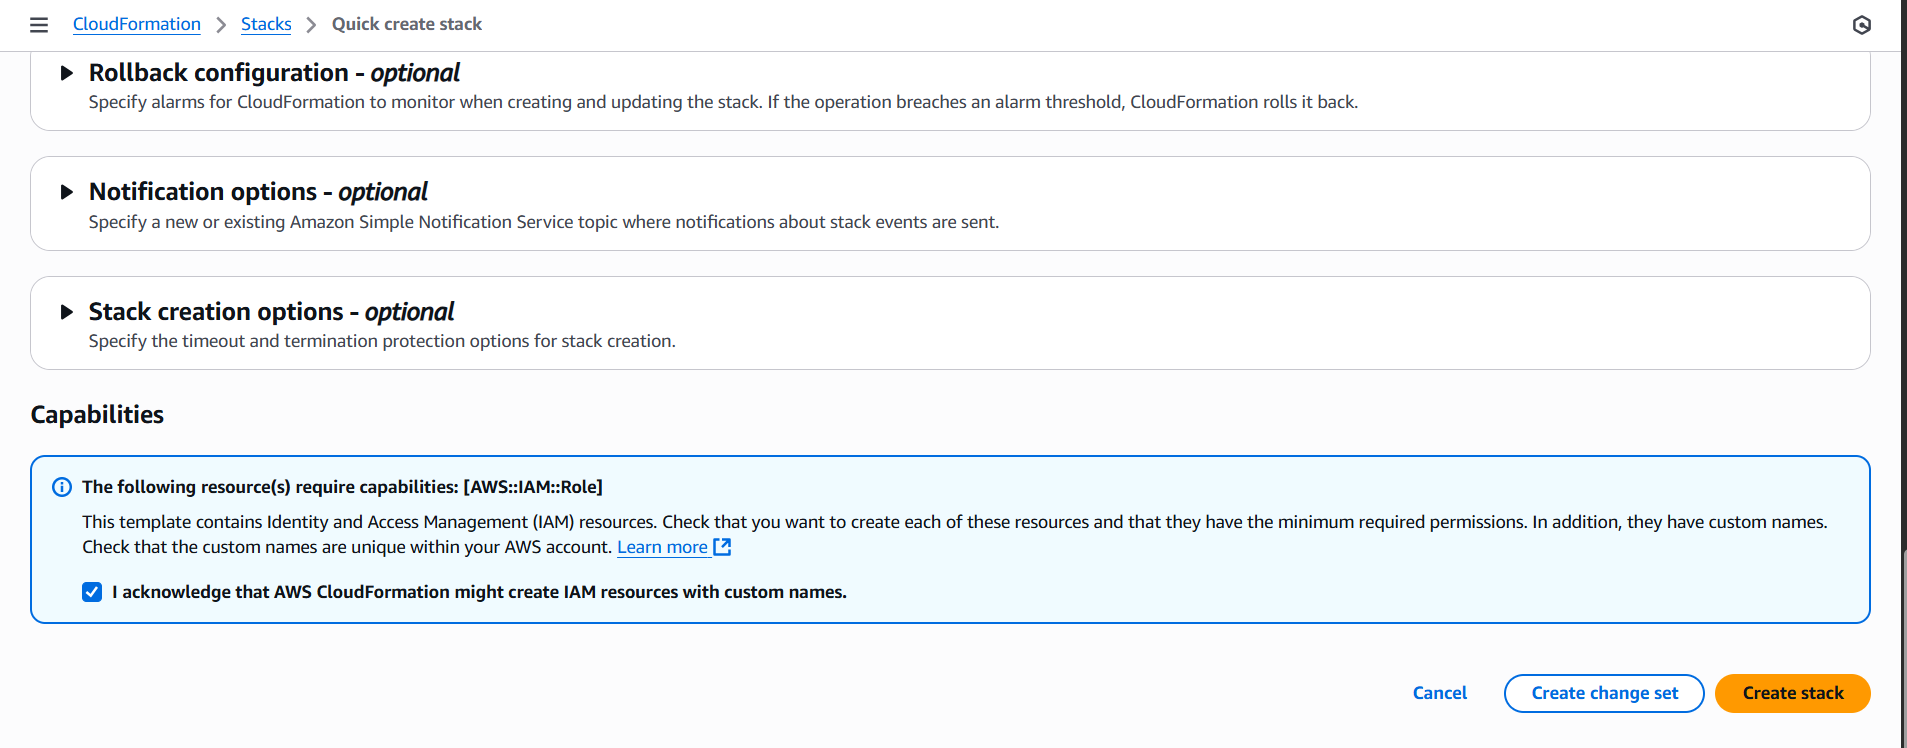 CloudFormation > Stacks > Quick create stack
Rollback configuration - optional
Specify alarms for CloudFormation to monitor when creating and updating the stack. If the operation breaches an alarm threshold, CloudFormation rolls it back.
Notification options - optional
Specify a new or existing Amazon Simple Notification Service topic where notifications about stack events are sent.
Stack creation options - optional
Specify the timeout and termination protection options for stack creation.
Capabilities
The following resource(s) require capabilities: [AWS::IAM::Role]
This template contains Identity and Access Management (IAM) resources. Check that you want to create each of these resources and that they have the minimum required permissions. In addition, they have custom names.
Check that the custom names are unique within your AWS account. Learn more
I acknowledge that AWS CloudFormation might create IAM resources with custom names.
Cancel Create change set Create stack